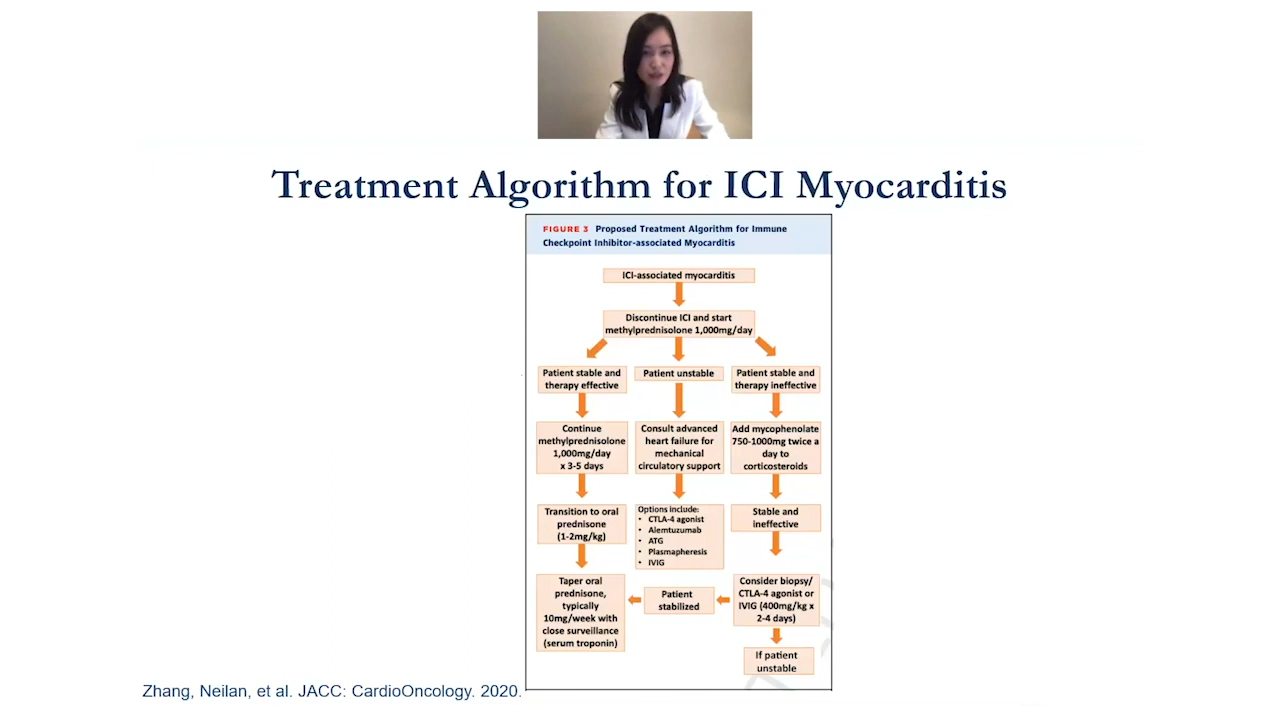 Treatment Algorithm for ICI Myocarditis
FIGURE 3 Proposed Treatment Algorithm for Immune
Checkpoint Inhibitor-associated Myocarditis
ICI-associated myocarditis
Discontinue ICI and start
methylprednisolone 1,000mg/day
Patient stable and
therapy effective
Continue
methylprednisolone
1,000mg/day
x 3-5 days
Transition to oral
prednisone
(1-2mg/kg)
Taper oral
prednisone,
typically
10mg/week with
close surveillance
(serum troponin)
Patient unstable
Consult advanced
heart failure for
mechanical
circulatory support
Options include:
• CTLA-4 agonist
• Alemtuzumab
• ATG
• Plasmapheresis
• IVIG
Patient
stabilized
Patient stable and
therapy ineffective
Add mycophenolate
750-1000mg twice a
day to
corticosteroids
Stable and
ineffective
Consider biopsy/
CTLA-4 agonist or
IVIG (400mg/kg x
2-4 days)
If patient
unstable
Zhang, Neilan, et al. JACC: CardioOncology. 2020.